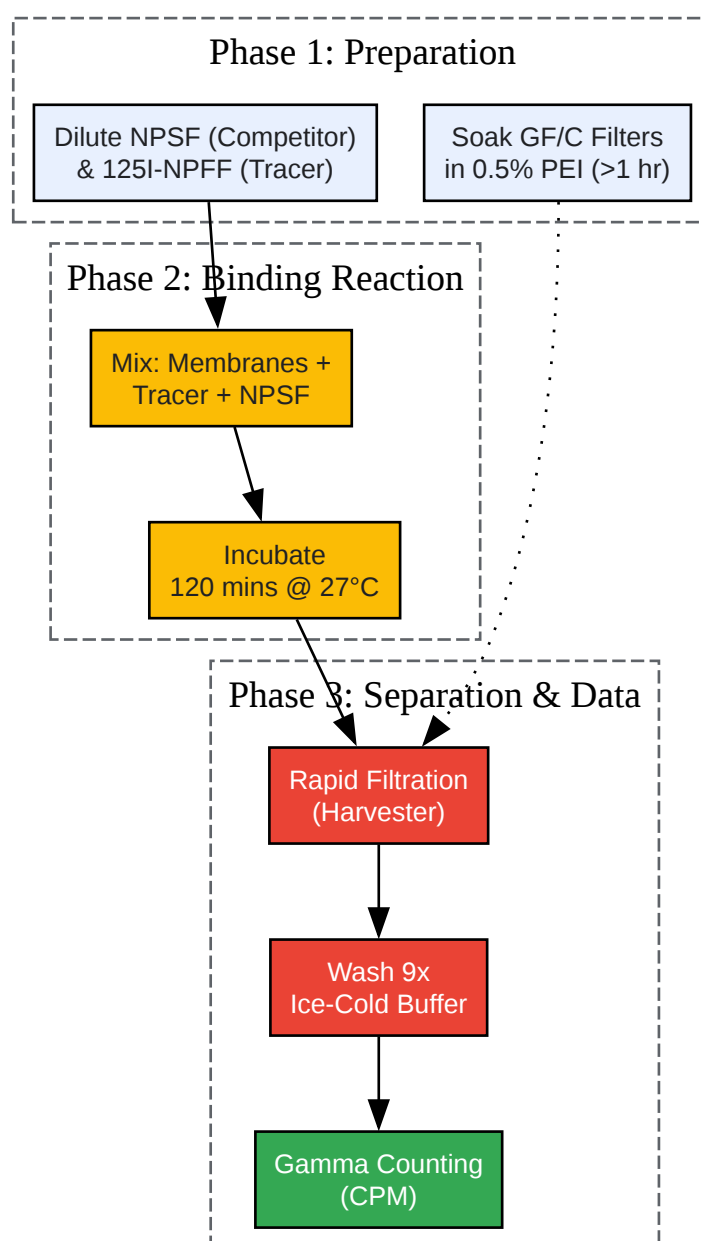 Phase 1: Preparation
Dilute NPSF (Competitor)
& 125I-NPFF (Tracer)
Soak GF/C Filters
in 0.5% PEI (>1 hr)
Phase 2: Binding Reaction
Mix: Membranes +
Tracer + NPSF
Incubate
120 mins @ 27°C
Phase 3: Separation & Data
Rapid Filtration
(Harvester)
Wash 9x
Ice-Cold Buffer
Gamma Counting
(CPM)